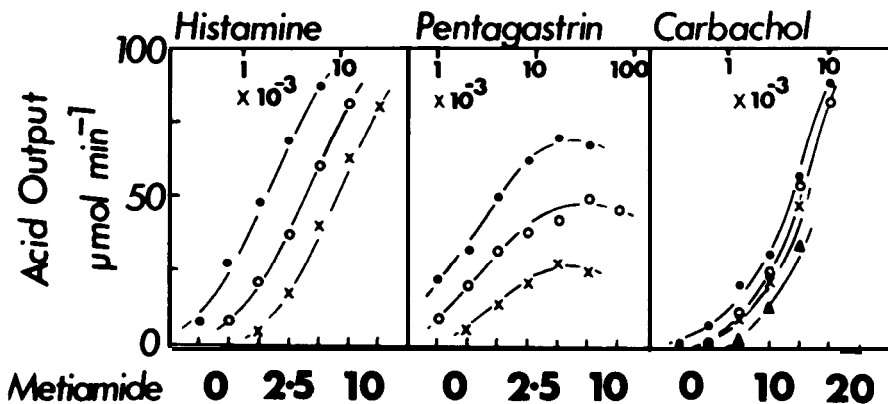 Histamine Pentagastrin Carbachol
100
1 10 1 10 100 1 10
× 10⁻³ × 10⁻³ × 10⁻³
50
0
Acid Output
µmol min⁻¹
Metiamide 0 2·5 10 0 2·5 10 0 10 20